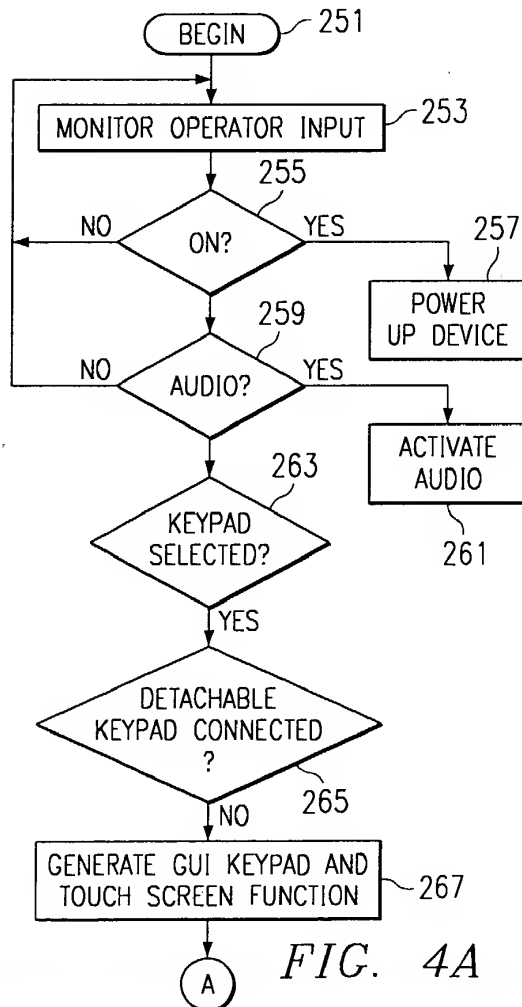 BEGIN
251
MONITOR OPERATOR INPUT
253
255
NO
ON?
YES
257
POWER
UP DEVICE
259
NO
AUDIO?
YES
ACTIVATE
AUDIO
261
263
KEYPAD
SELECTED?
YES
DETACHABLE
KEYPAD CONNECTED
?
265
NO
GENERATE GUI KEYPAD AND
TOUCH SCREEN FUNCTION
267
A
FIG. 4A